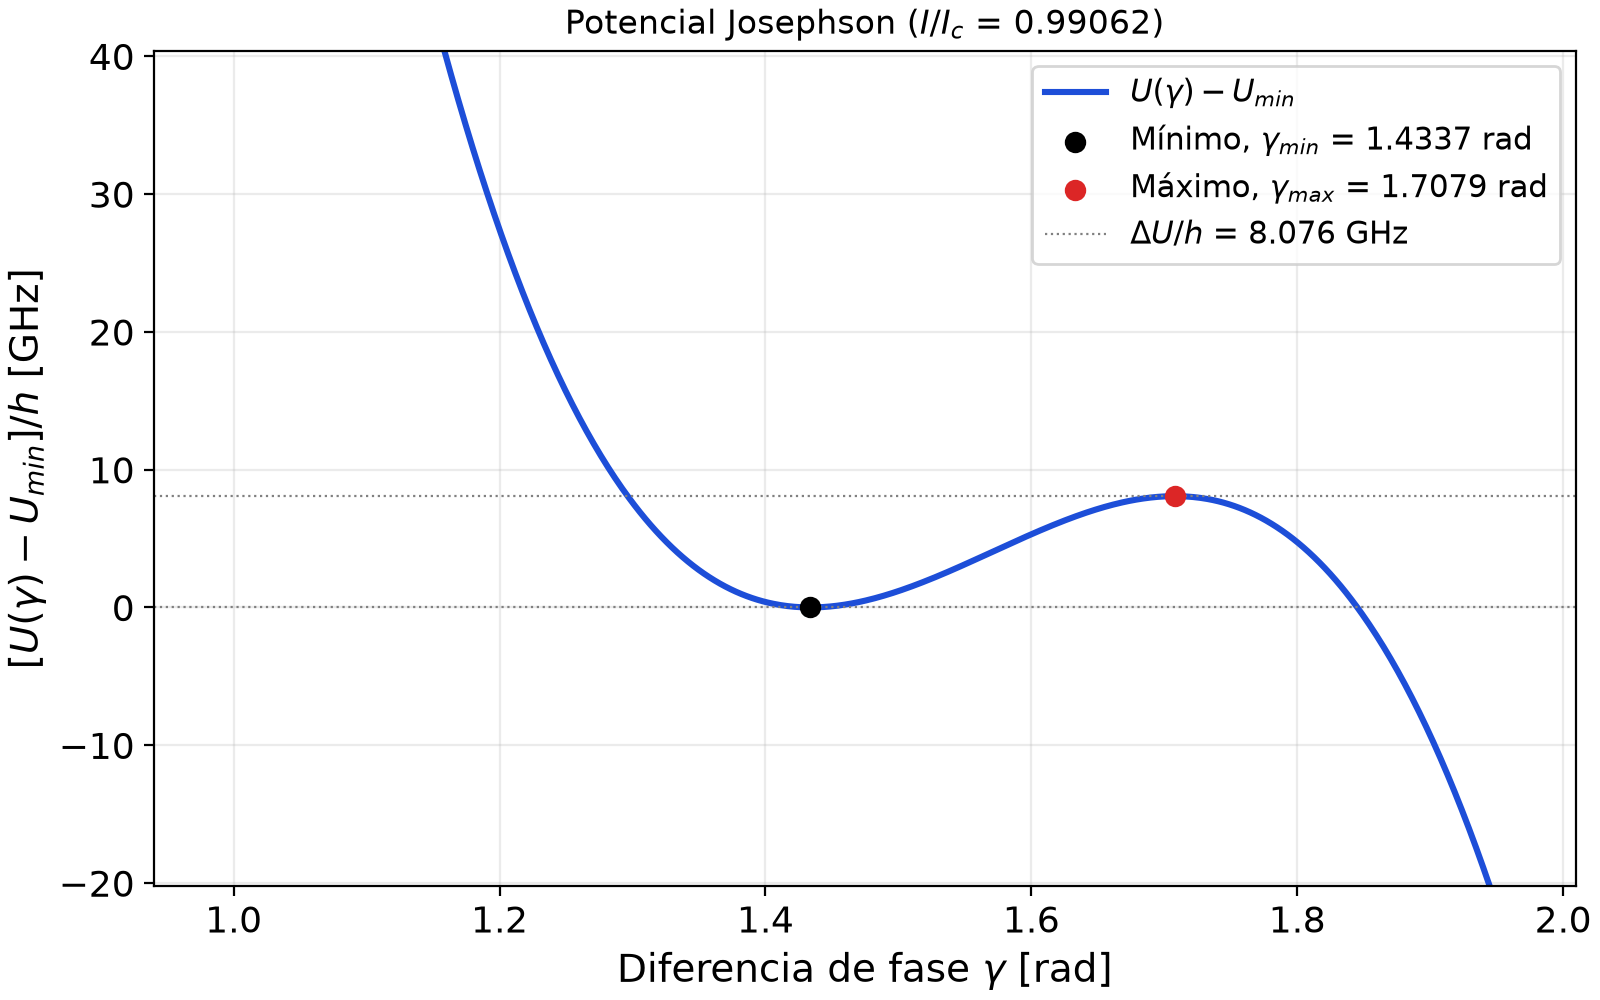 Potencial Josephson (I/I_c = 0.99062)
[U(γ) − U_min]/h [GHz]
40
30
20
10
0
−10
−20
U(γ) − U_min
Mínimo, γ_min = 1.4337 rad
Máximo, γ_max = 1.7079 rad
ΔU/h = 8.076 GHz
1.0 1.2 1.4 1.6 1.8 2.0
Diferencia de fase γ [rad]